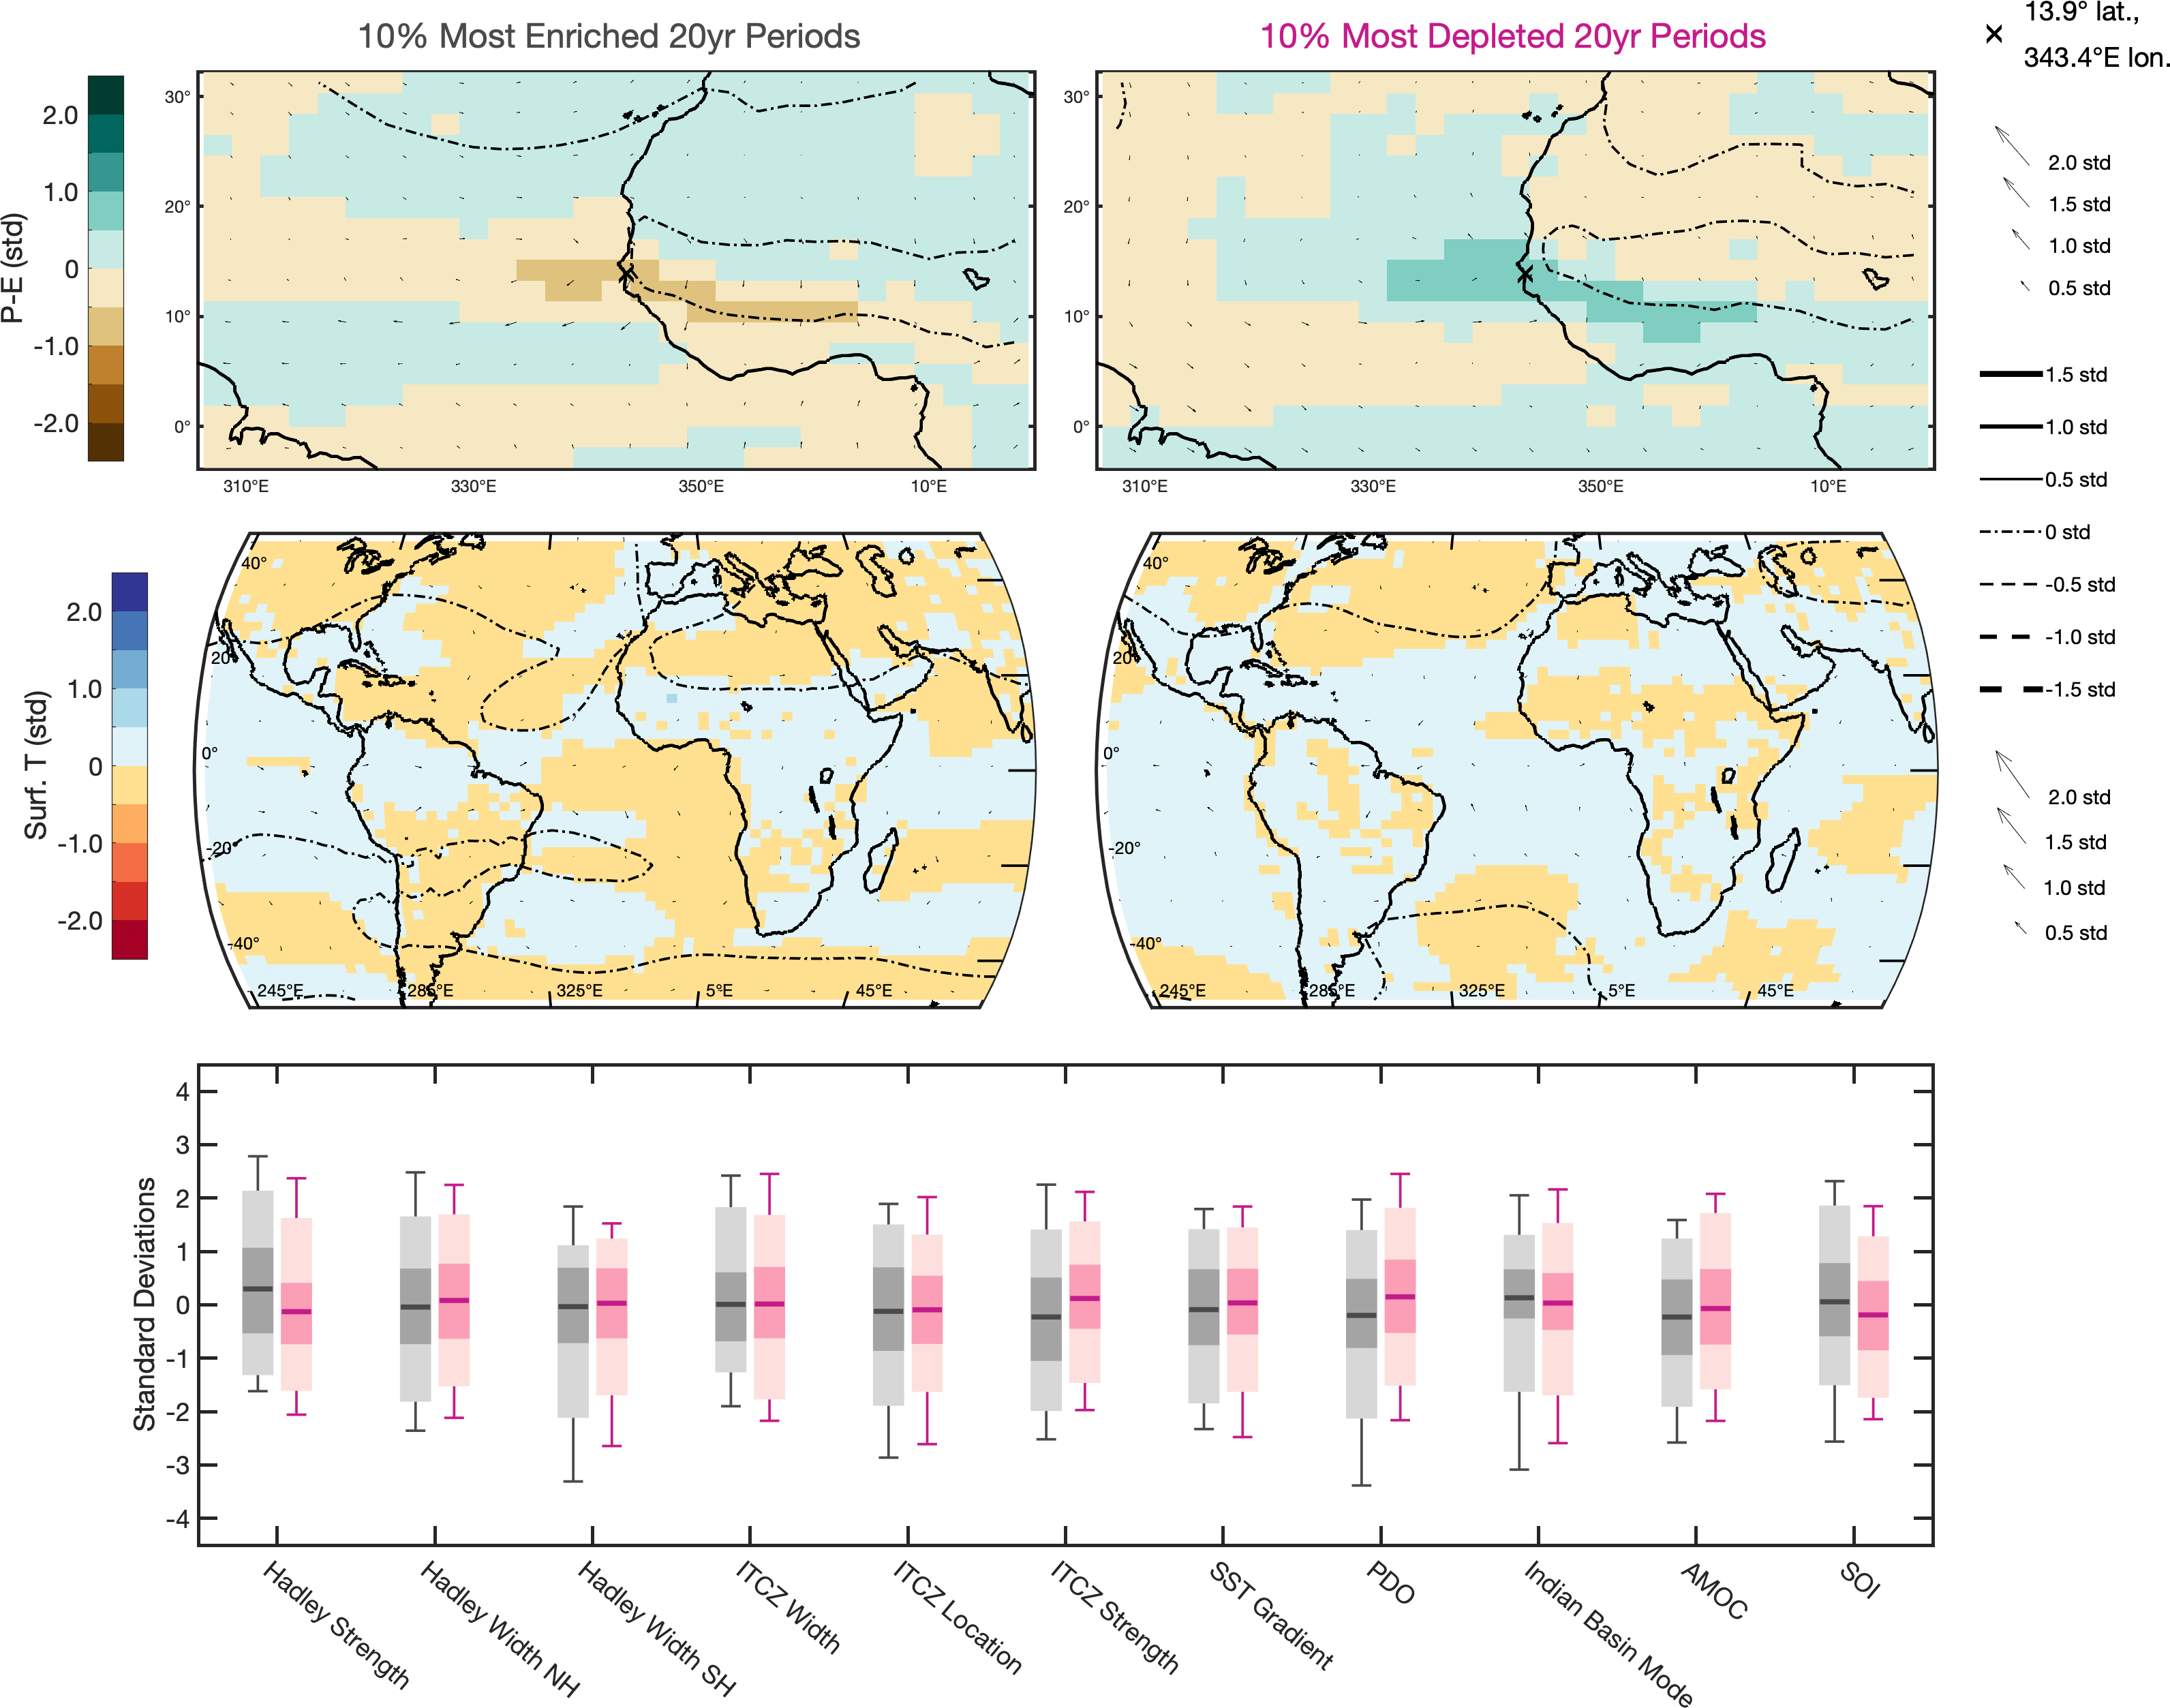 10% Most Enriched 20yr Periods
10% Most Depleted 20yr Periods
13.9° lat.,
343.4°E lon.
P-E (std)
2.0
1.0
0
-1.0
-2.0
30°
20°
10°
0°
310°E
330°E
350°E
10°E
30°
20°
10°
0°
310°E
330°E
350°E
10°E
2.0 std
1.5 std
1.0 std
0.5 std
1.5 std
1.0 std
0.5 std
0 std
-0.5 std
-1.0 std
-1.5 std
2.0 std
1.5 std
1.0 std
0.5 std
Surf. T (std)
2.0
1.0
0
-1.0
-2.0
40°
20°
0°
-20°
-40°
245°E
285°E
325°E
5°E
45°E
40°
20°
0°
-20°
-40°
245°E
285°E
325°E
5°E
45°E
Standard Deviations
4
3
2
1
0
-1
-2
-3
-4
Hadley Strength
Hadley Width NH
Hadley Width SH
ITCZ Width
ITCZ Location
ITCZ Strength
SST Gradient
PDO
Indian Basin Mode
AMOC
SOI